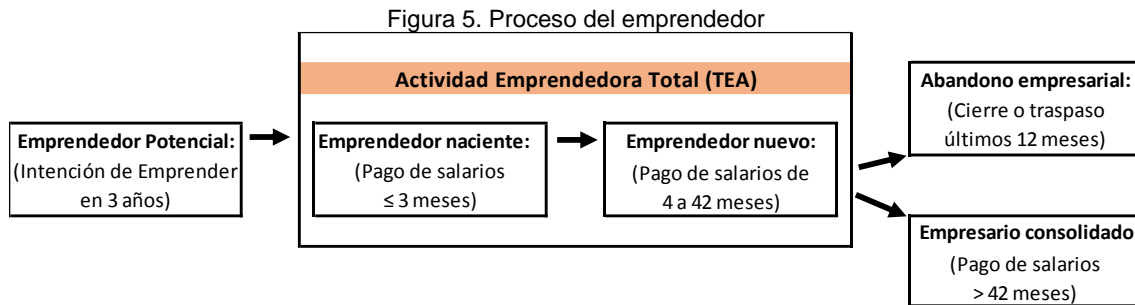 Figura 5. Proceso del emprendedor
Actividad Emprendedora Total (TEA)
Emprendedor Potencial:
(Intención de Emprender
en 3 años)
Emprendedor naciente:
(Pago de salarios
≤ 3 meses)
Emprendedor nuevo:
(Pago de salarios de
4 a 42 meses)
Abandono empresarial:
(Cierre o traspaso
últimos 12 meses)
Empresario consolidado
(Pago de salarios
> 42 meses)